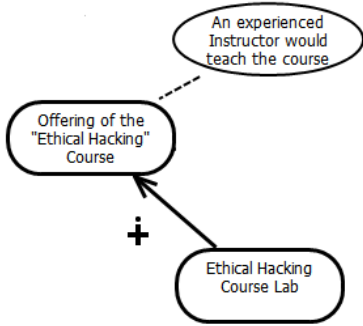 An experienced
Instructor would
teach the course
Offering of the
"Ethical Hacking"
Course
+
Ethical Hacking
Course Lab